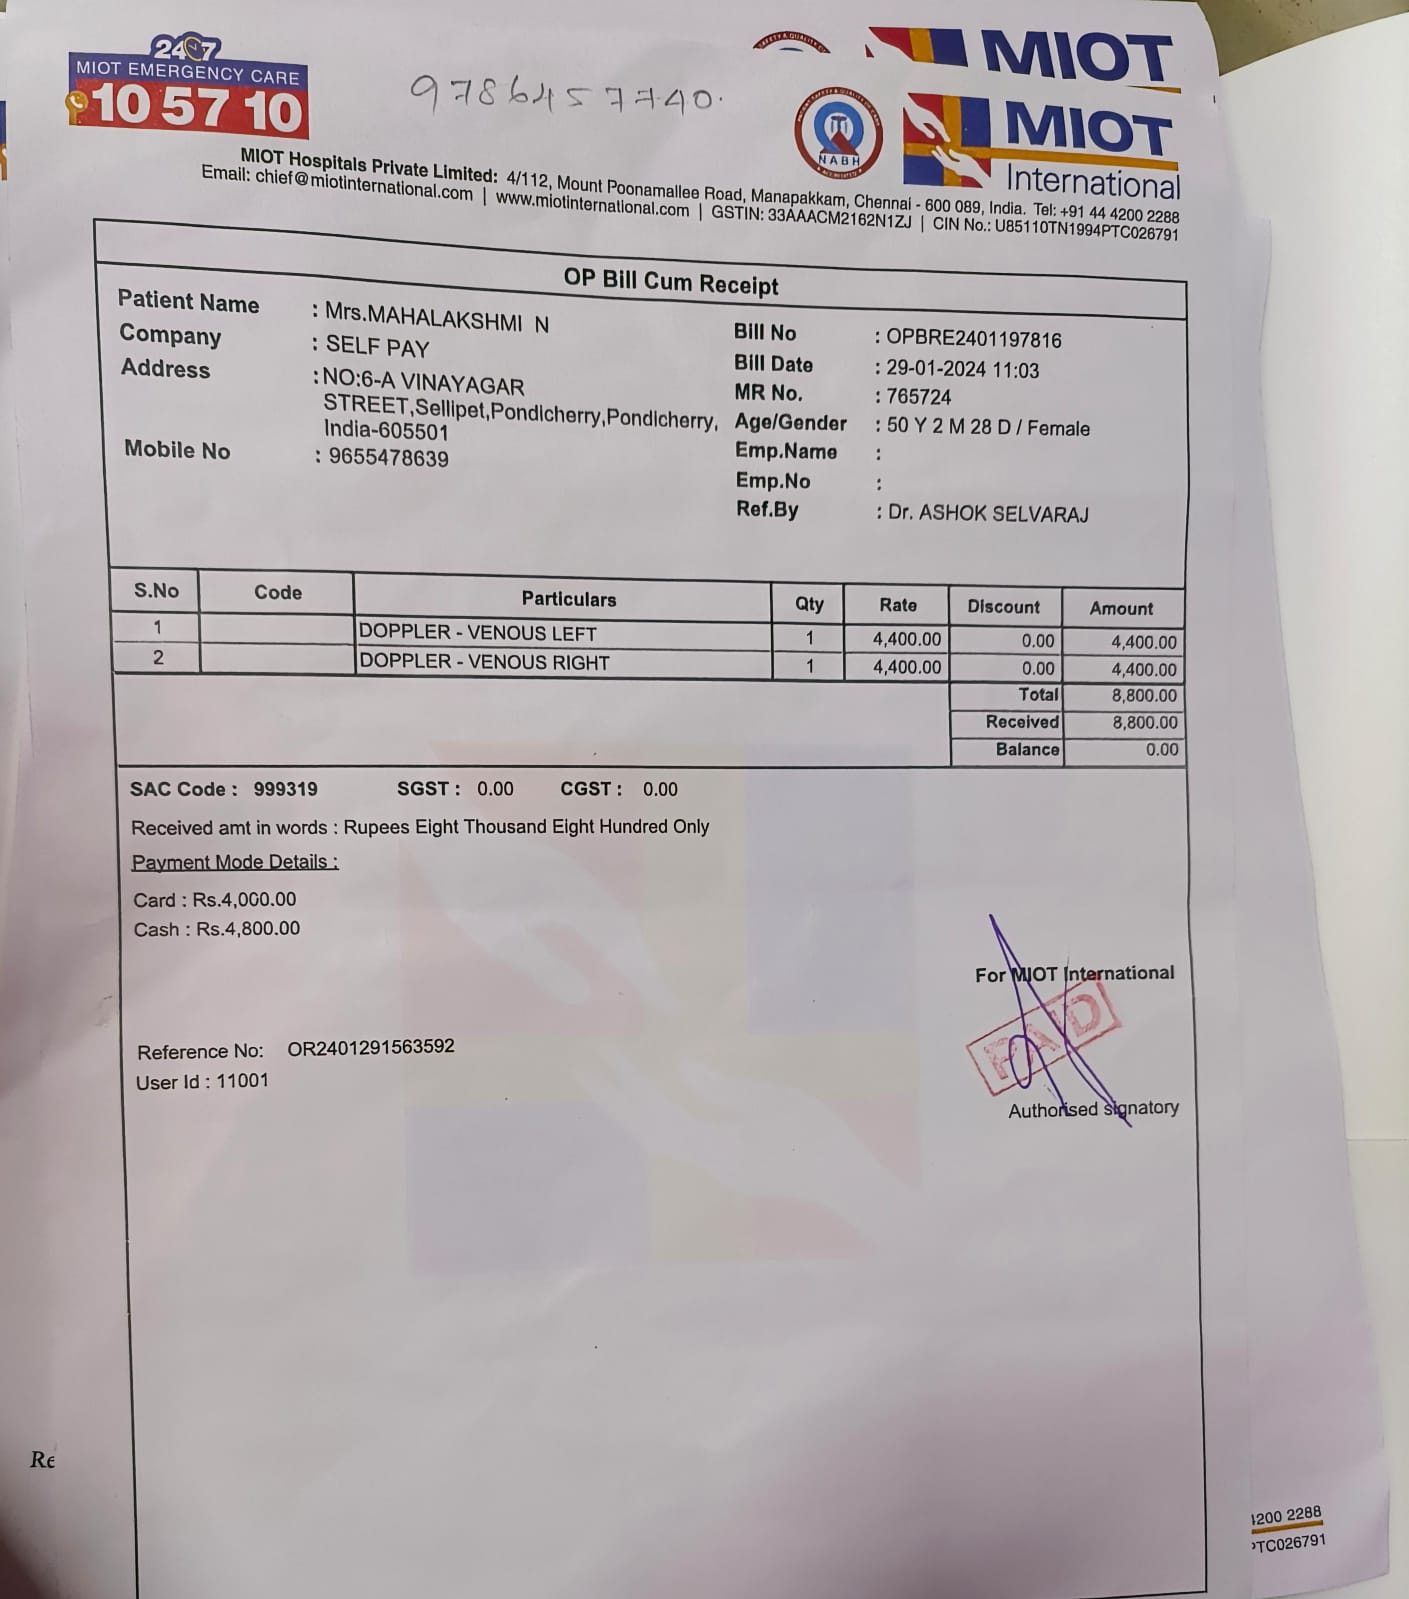 24×7
MIOT EMERGENCY CARE
10 57 10
9786457740.
MIOT
NABH
MIOT
International
MIOT Hospitals Private Limited: 4/112, Mount Poonamallee Road, Manapakkam, Chennai - 600 089, India. Tel: +91 44 4200 2288
Email: chief@miotinternational.com | www.miotinternational.com | GSTIN: 33AAACM2162N1ZJ | CIN No.: U85110TN1994PTC026791
OP Bill Cum Receipt
Patient Name : Mrs.MAHALAKSHMI N
Company : SELF PAY
Address :NO:6-A VINAYAGAR
STREET,Sellipet,Pondicherry,Pondicherry,
India-605501
Mobile No : 9655478639
Bill No : OPBRE2401197816
Bill Date : 29-01-2024 11:03
MR No. : 765724
Age/Gender : 50 Y 2 M 28 D / Female
Emp.Name :
Emp.No :
Ref.By : Dr. ASHOK SELVARAJ
S.No Code Particulars Qty Rate Discount Amount
1 DOPPLER - VENOUS LEFT 1 4,400.00 0.00 4,400.00
2 DOPPLER - VENOUS RIGHT 1 4,400.00 0.00 4,400.00
Total 8,800.00
Received 8,800.00
Balance 0.00
SAC Code : 999319 SGST : 0.00 CGST : 0.00
Received amt in words : Rupees Eight Thousand Eight Hundred Only
Payment Mode Details :
Card : Rs.4,000.00
Cash : Rs.4,800.00
For MIOT International
PAID
Reference No: OR2401291563592
User Id : 11001
Authorised signatory
Re
4200 2288
PTC026791